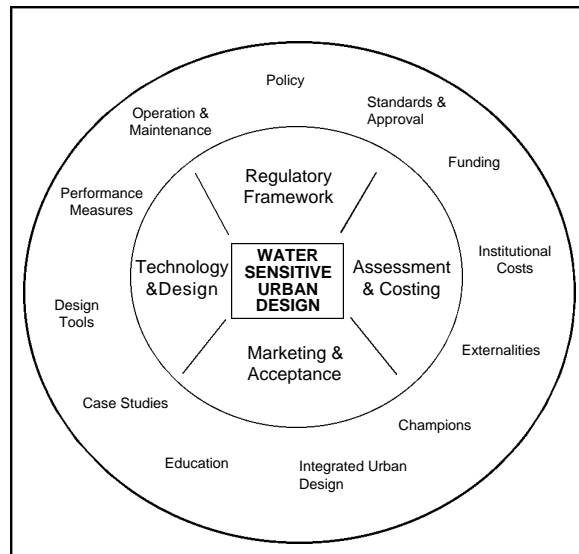 Policy
Operation &
Maintenance
Standards &
Approval
Funding
Performance
Measures
Regulatory
Framework
Technology
&Design
WATER
SENSITIVE
URBAN
DESIGN
Assessment
& Costing
Institutional
Costs
Design
Tools
Marketing &
Acceptance
Externalities
Case Studies
Champions
Education
Integrated Urban
Design